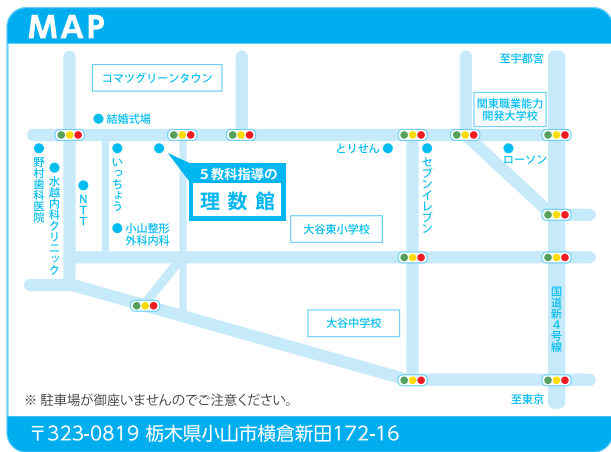 MAP
至宇都宮
コマツグリーンタウン
関東職業能力
開発大学校
結婚式場
とりせん
ローソン
セブンイレブン
いっちょう
野村歯科医院
水越内科クリニック
NTT
5教科指導の
理数館
小山整形
外科内科
大谷東小学校
大谷中学校
国道新4号線
至東京
※ 駐車場が御座いませんのでご注意ください。
〒323-0819 栃木県小山市横倉新田172-16